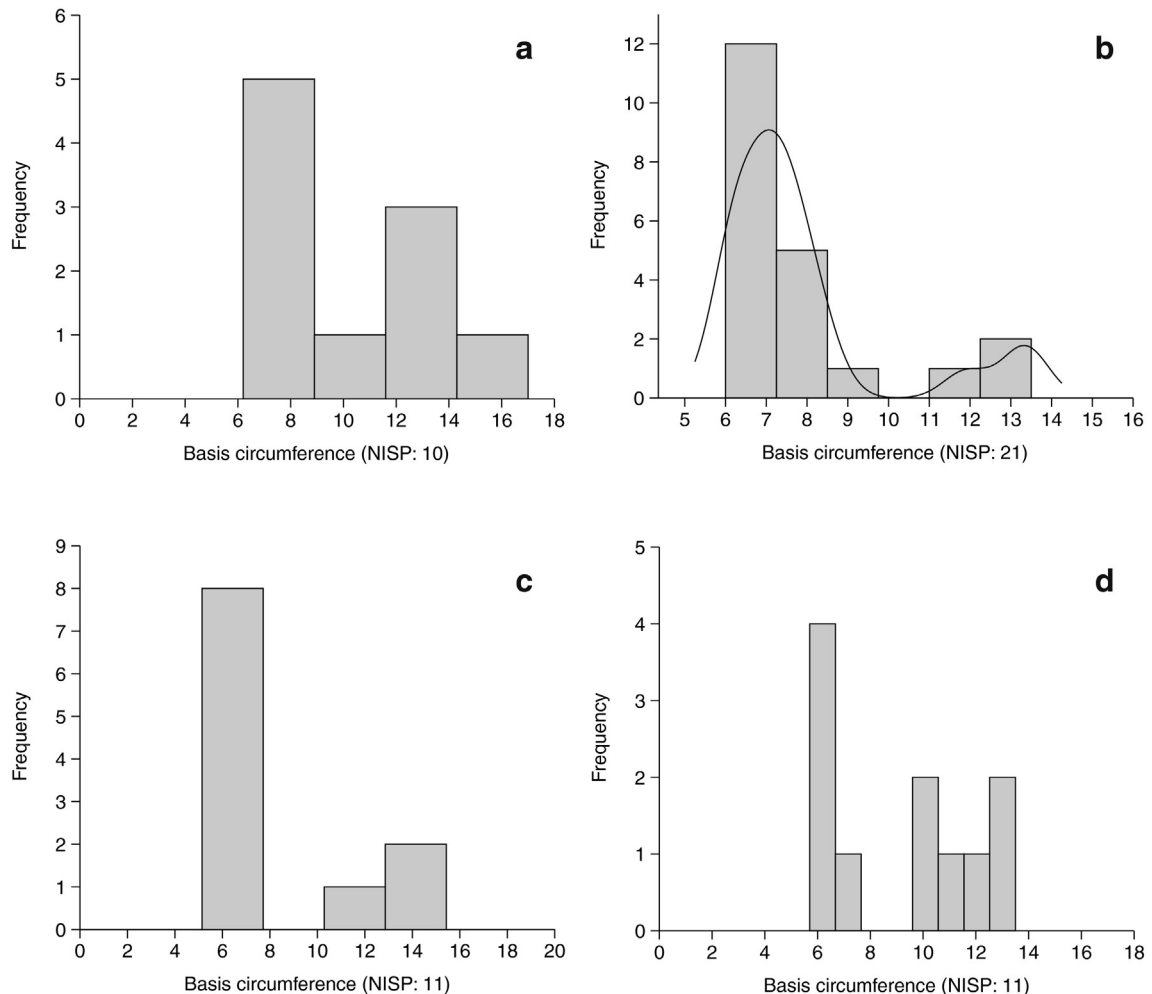 a
6
5
4
3
2
1
0
Frequency
0 2 4 6 8 10 12 14 16 18
Basis circumference (NISP: 10)
b
12
10
8
6
4
2
0
Frequency
5 6 7 8 9 10 11 12 13 14 15 16
Basis circumference (NISP: 21)
c
9
8
7
6
5
4
3
2
1
0
Frequency
0 2 4 6 8 10 12 14 16 18 20
Basis circumference (NISP: 11)
d
5
4
3
2
1
0
Frequency
0 2 4 6 8 10 12 14 16 18
Basis circumference (NISP: 11)